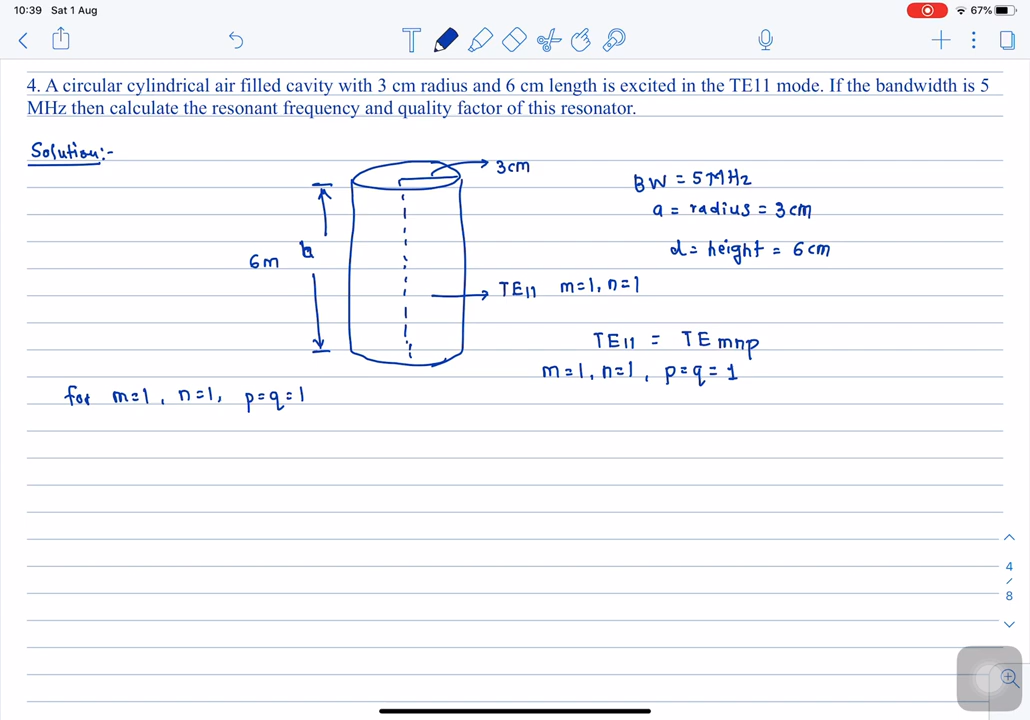 10:39 Sat 1 Aug
67%
4. A circular cylindrical air filled cavity with 3 cm radius and 6 cm length is excited in the TE11 mode. If the bandwidth is 5
MHz then calculate the resonant frequency and quality factor of this resonator.
Solution:-
3cm
BW = 5MHz
a = radius = 3cm
d = height = 6cm
6m
TE11 m=1, n=1
TE11 = TE mnp
m=1, n=1, p=q=1
for m=1, n=1, p=q=1
4
/
8